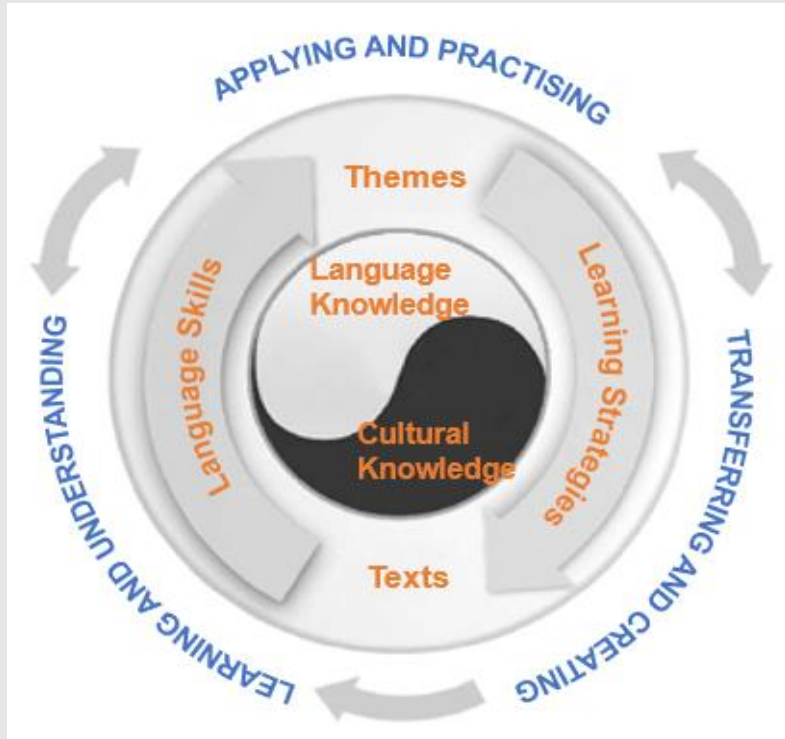 APPLYING AND PRACTISING
Themes
Language
Knowledge
Language Skills
Learning Strategies
Cultural
Knowledge
Texts
LEARNING AND UNDERSTANDING
TRANSFERRING AND CREATING